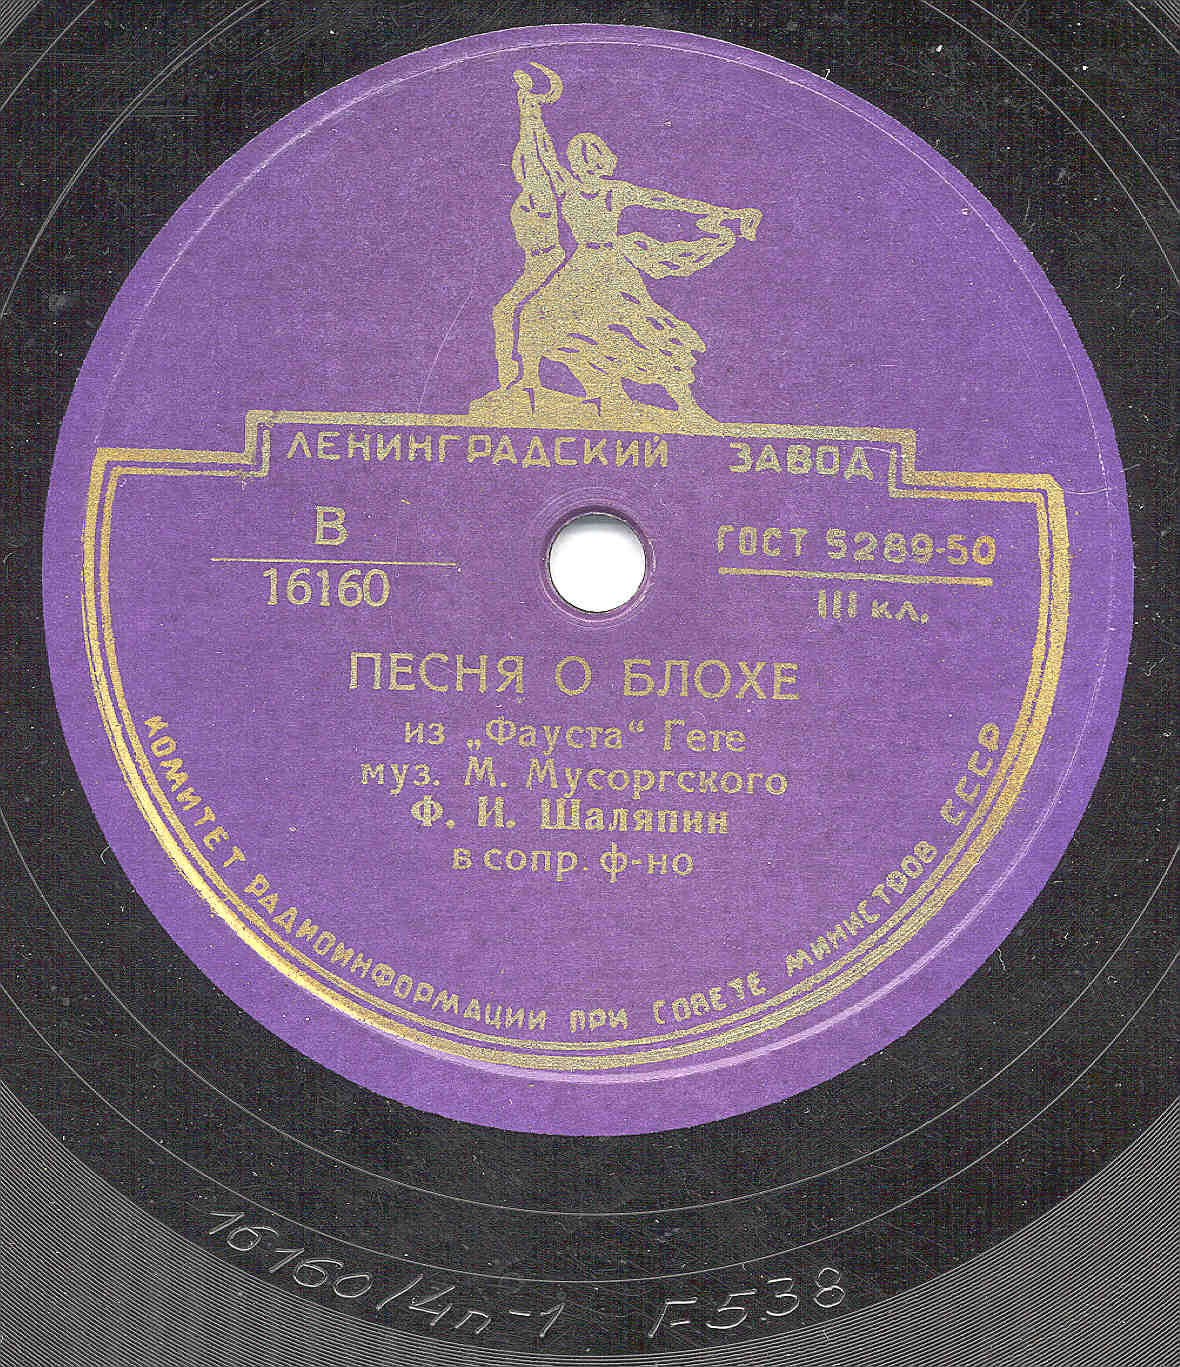 ЛЕНИНГРАДСКИЙ ЗАВОД
В
16160
ГОСТ 5289-50
III кл.
ПЕСНЯ О БЛОХЕ
из „Фауста“ Гете
муз. М. Мусоргского
Ф. И. Шаляпин
в сопр. ф-но
КОМИТЕТ РАДИОИНФОРМАЦИИ ПРИ СОВЕТЕ МИНИСТРОВ СССР
16160/4п-1 F538